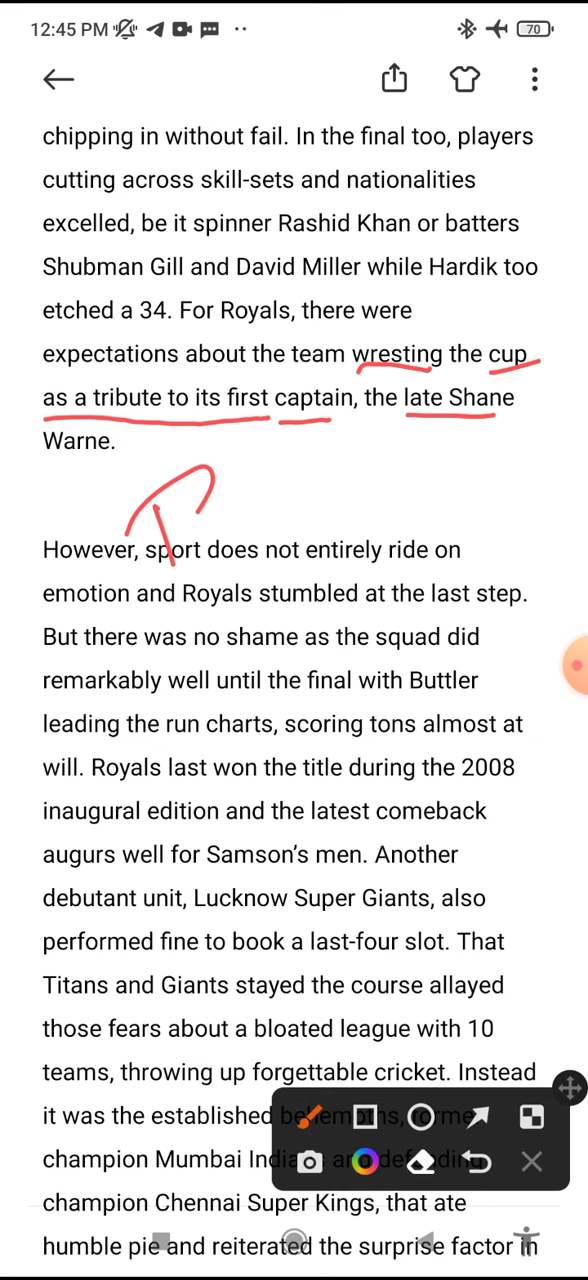 12:45 PM
70
chipping in without fail. In the final too, players
cutting across skill-sets and nationalities
excelled, be it spinner Rashid Khan or batters
Shubman Gill and David Miller while Hardik too
etched a 34. For Royals, there were
expectations about the team wresting the cup
as a tribute to its first captain, the late Shane
Warne.
However, sport does not entirely ride on
emotion and Royals stumbled at the last step.
But there was no shame as the squad did
remarkably well until the final with Buttler
leading the run charts, scoring tons almost at
will. Royals last won the title during the 2008
inaugural edition and the latest comeback
augurs well for Samson’s men. Another
debutant unit, Lucknow Super Giants, also
performed fine to book a last-four slot. That
Titans and Giants stayed the course allayed
those fears about a bloated league with 10
teams, throwing up forgettable cricket. Instead
it was the established behemoths, forme
champion Mumbai Indians and defending
champion Chennai Super Kings, that ate
humble pie and reiterated the surprise factor in